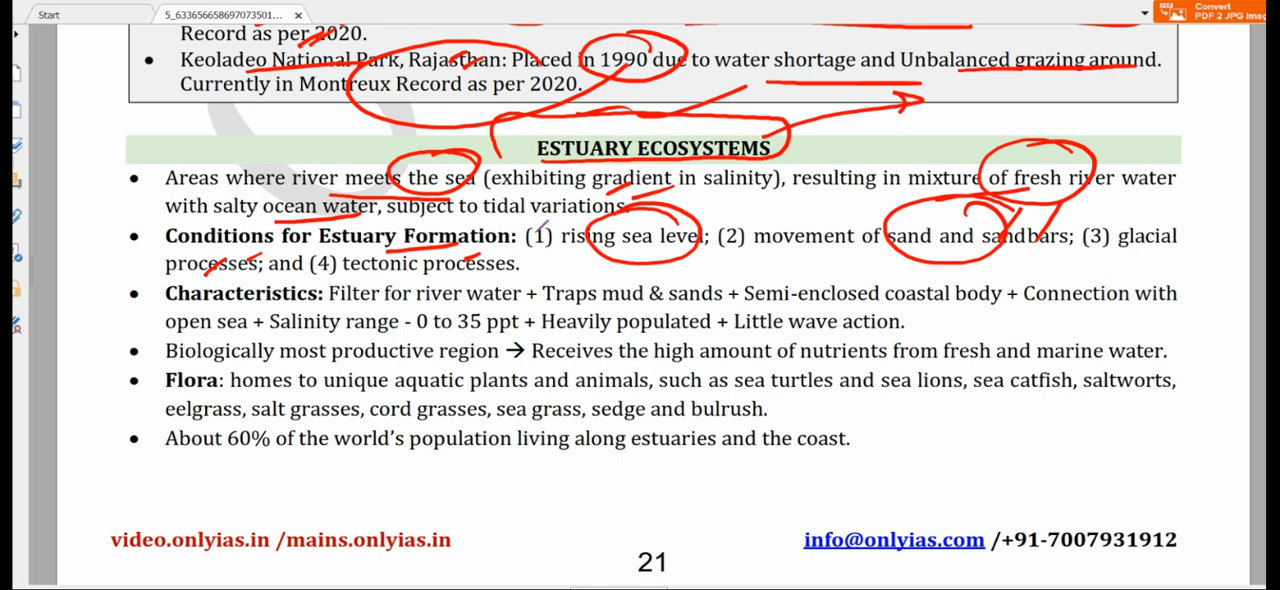 Start
5_633656658697073501...
Convert
PDF 2 JPG Imag
Record as per 2020.
• Keoladeo National Park, Rajasthan: Placed in 1990 due to water shortage and Unbalanced grazing around.
Currently in Montreux Record as per 2020.
ESTUARY ECOSYSTEMS
• Areas where river meets the sea (exhibiting gradient in salinity), resulting in mixture of fresh river water
with salty ocean water, subject to tidal variations.
• Conditions for Estuary Formation: (1) rising sea level; (2) movement of sand and sandbars; (3) glacial
processes; and (4) tectonic processes.
• Characteristics: Filter for river water + Traps mud & sands + Semi-enclosed coastal body + Connection with
open sea + Salinity range - 0 to 35 ppt + Heavily populated + Little wave action.
• Biologically most productive region → Receives the high amount of nutrients from fresh and marine water.
• Flora: homes to unique aquatic plants and animals, such as sea turtles and sea lions, sea catfish, saltworts,
eelgrass, salt grasses, cord grasses, sea grass, sedge and bulrush.
• About 60% of the world's population living along estuaries and the coast.
video.onlyias.in /mains.onlyias.in
info@onlyias.com /+91-7007931912
21